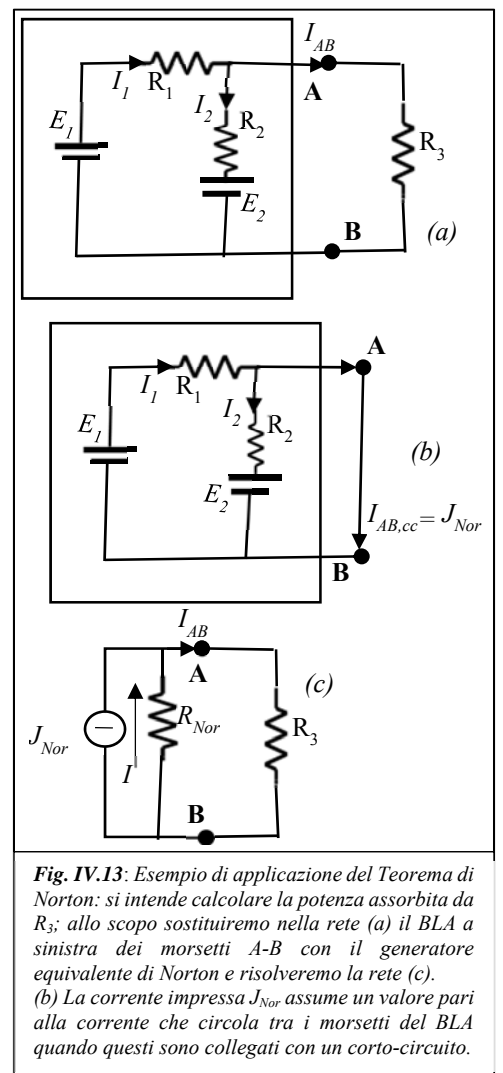 I_AB
I_1 R_1 A
I_2 R_2
E_1
R_3
E_2
B (a)
A
I_1 R_1
I_2 R_2
E_1
(b)
E_2
I_AB,cc = J_Nor
B
I_AB
A (c)
R_Nor
J_Nor R_3
I
B
Fig. IV.13: Esempio di applicazione del Teorema di
Norton: si intende calcolare la potenza assorbita da
R3; allo scopo sostituiremo nella rete (a) il BLA a
sinistra dei morsetti A-B con il generatore
equivalente di Norton e risolveremo la rete (c).
(b) La corrente impressa JNor assume un valore pari
alla corrente che circola tra i morsetti del BLA
quando questi sono collegati con un corto-circuito.